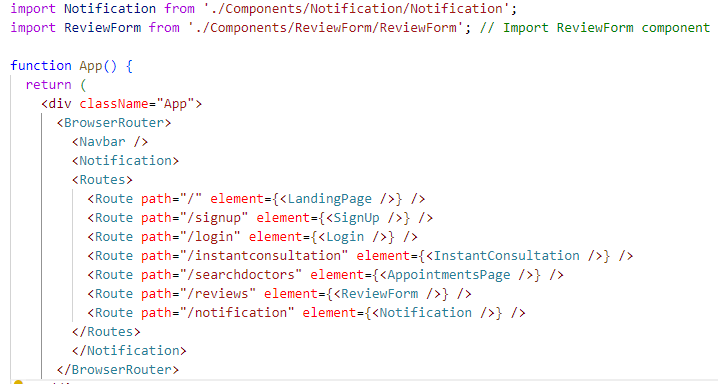 import Notification from './Components/Notification/Notification';
import ReviewForm from './Components/ReviewForm/ReviewForm'; // Import ReviewForm component
function App() {
return (
<div className="App">
<BrowserRouter>
<Navbar />
<Notification>
<Routes>
<Route path="/" element={<LandingPage />} />
<Route path="/signup" element={<SignUp />} />
<Route path="/login" element={<Login />} />
<Route path="/instantconsultation" element={<InstantConsultation />} />
<Route path="/searchdoctors" element={<AppointmentsPage />} />
<Route path="/reviews" element={<ReviewForm />} />
<Route path="/notification" element={<Notification />} />
</Routes>
</Notification>
</BrowserRouter>